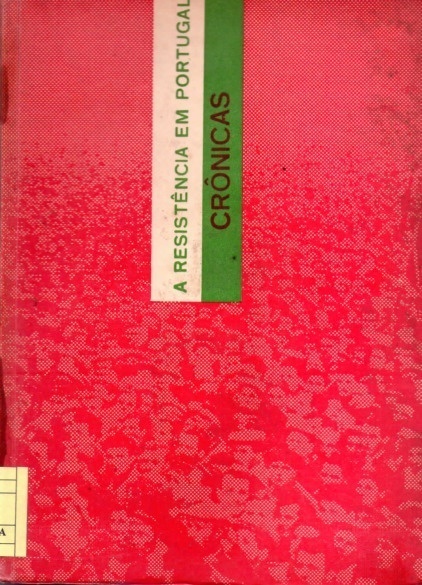 A RESISTÊNCIA EM PORTUGAL
CRÔNICAS
A